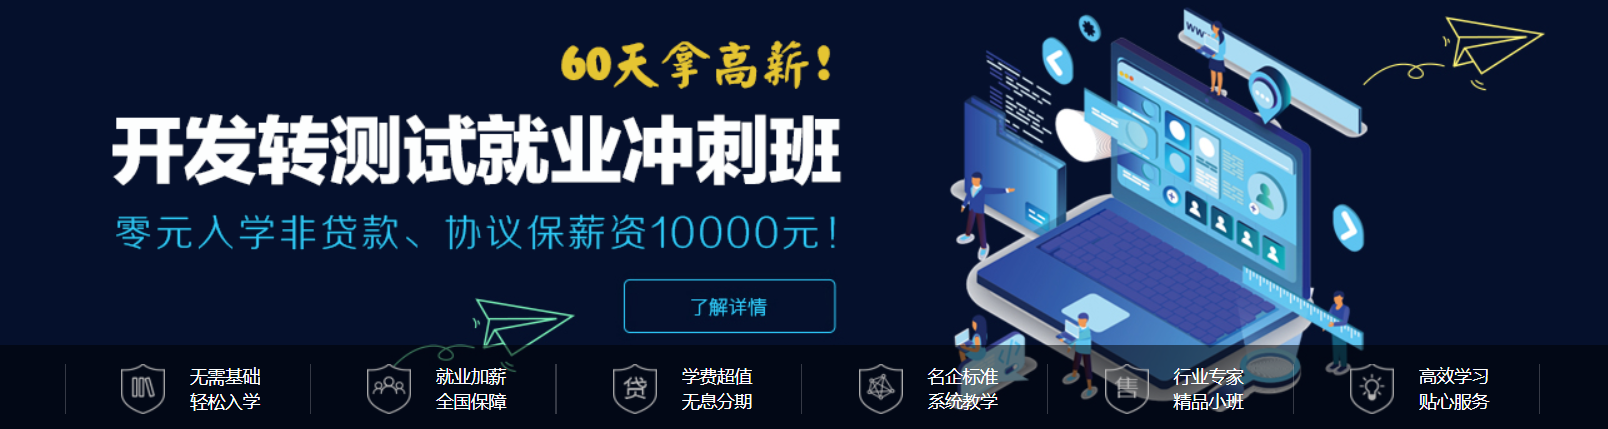 60天拿高薪!
开发转测试就业冲刺班
零元入学非贷款、协议保薪资10000元!
了解详情
WW
无需基础
轻松入学
就业加薪
全国保障
贷
学费超值
无息分期
名企标准
系统教学
售
行业专家
精品小班
高效学习
贴心服务